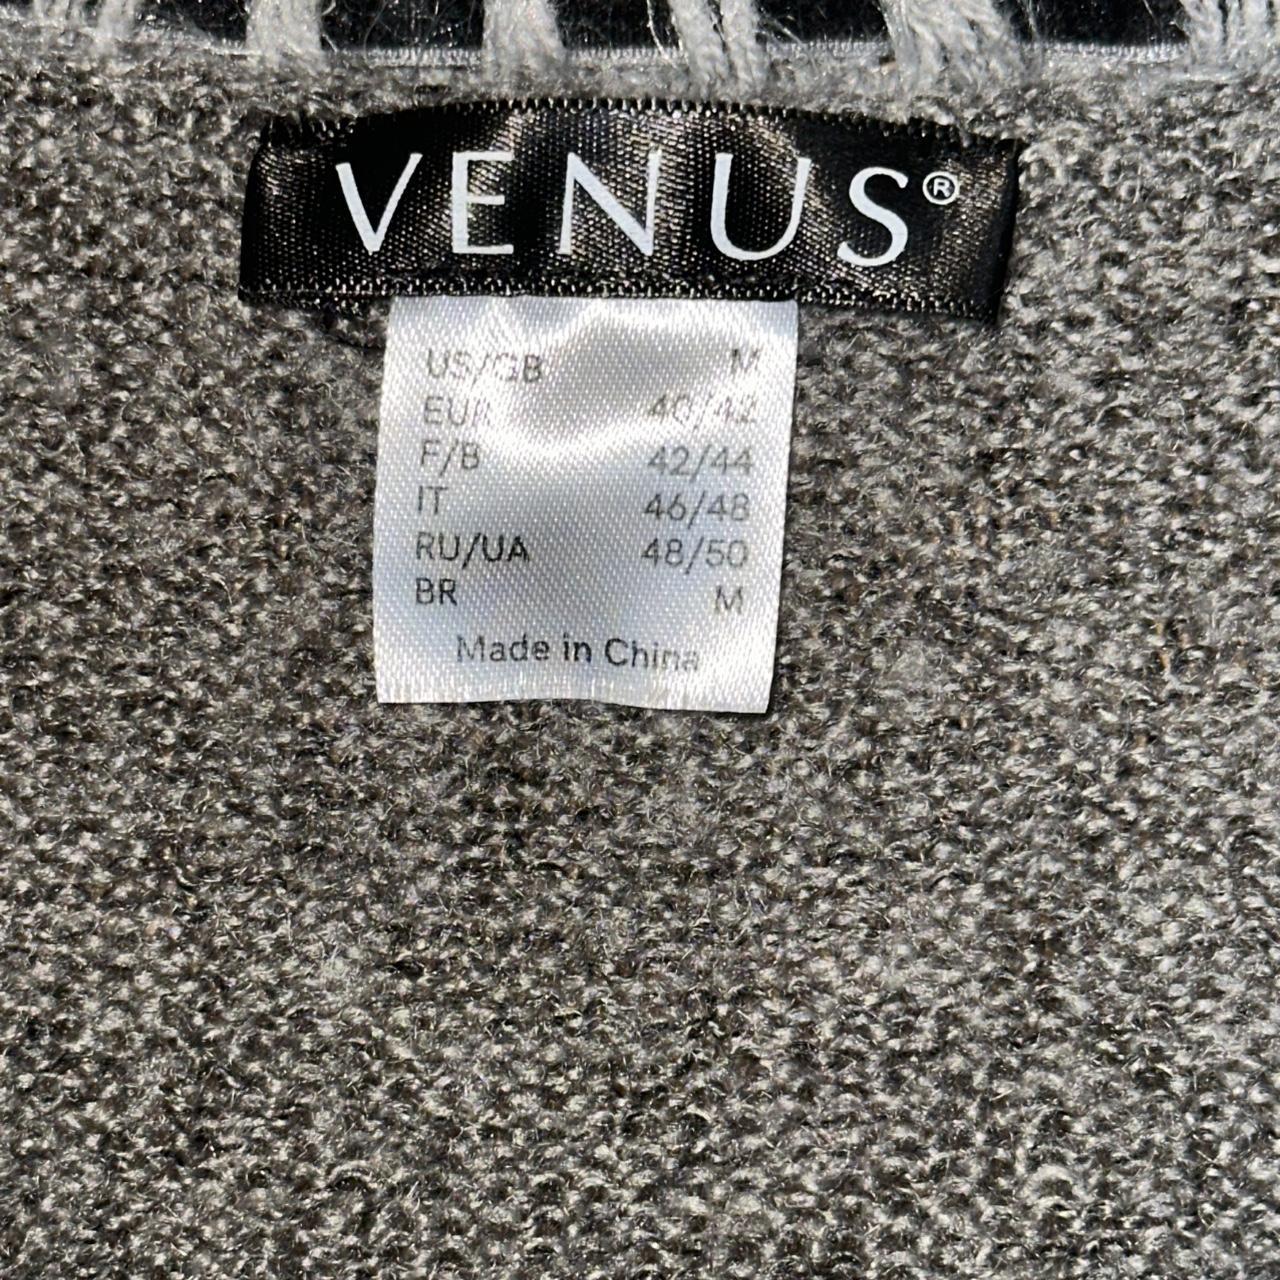 VENUS®
US/GB M
EUR 40/42
F/B 42/44
IT 46/48
RU/UA 48/50
BR M
Made in China